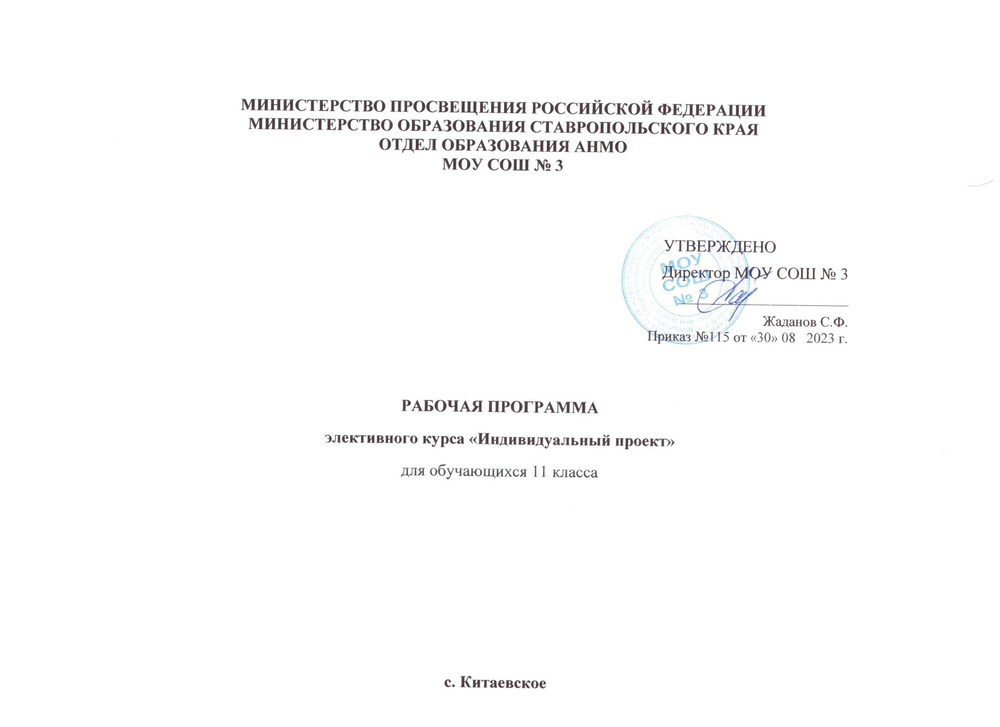 МИНИСТЕРСТВО ПРОСВЕЩЕНИЯ РОССИЙСКОЙ ФЕДЕРАЦИИ
МИНИСТЕРСТВО ОБРАЗОВАНИЯ СТАВРОПОЛЬСКОГО КРАЯ
ОТДЕЛ ОБРАЗОВАНИЯ АНМО
МОУ СОШ № 3
УТВЕРЖДЕНО
Директор МОУ СОШ № 3
МОУ
СОШ
№ 3
Жаданов С.Ф.
Приказ №115 от «30» 08 2023 г.
РАБОЧАЯ ПРОГРАММА
элективного курса «Индивидуальный проект»
для обучающихся 11 класса
с. Китаевское